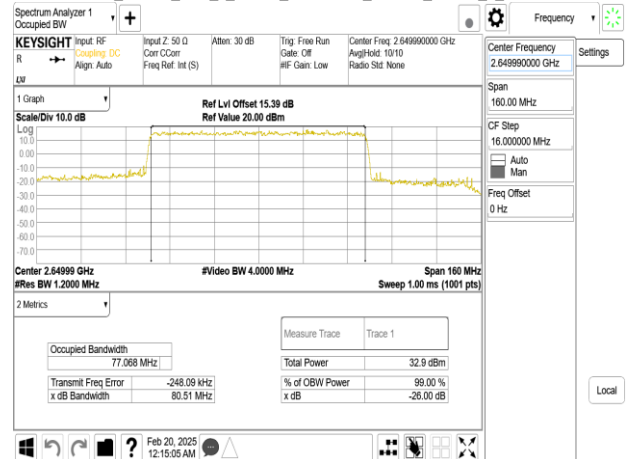 Spectrum Analyzer 1
Occupied BW
Frequency
KEYSIGHT
R
LXI
Input: RF
Coupling: DC
Align: Auto
Input Z: 50 Ω
Corr CCorr
Freq Ref: Int (S)
Atten: 30 dB
Trig: Free Run
Gate: Off
#IF Gain: Low
Center Freq: 2.649990000 GHz
Avg|Hold: 10/10
Radio Std: None
Center Frequency
2.649990000 GHz
Settings
Span
160.00 MHz
CF Step
16.000000 MHz
Auto
Man
Freq Offset
0 Hz
1 Graph
Scale/Div 10.0 dB
Ref Lvl Offset 15.39 dB
Ref Value 20.00 dBm
Log
10.0
0.00
-10.0
-20.0
-30.0
-40.0
-50.0
-60.0
-70.0
Center 2.64999 GHz
#Video BW 4.0000 MHz
Span 160 MHz
#Res BW 1.2000 MHz
Sweep 1.00 ms (1001 pts)
2 Metrics
Measure Trace
Trace 1
Occupied Bandwidth
77.068 MHz
Total Power
32.9 dBm
Transmit Freq Error
-248.09 kHz
% of OBW Power
99.00 %
x dB Bandwidth
80.51 MHz
x dB
-26.00 dB
Local
Feb 20, 2025
12:15:05 AM